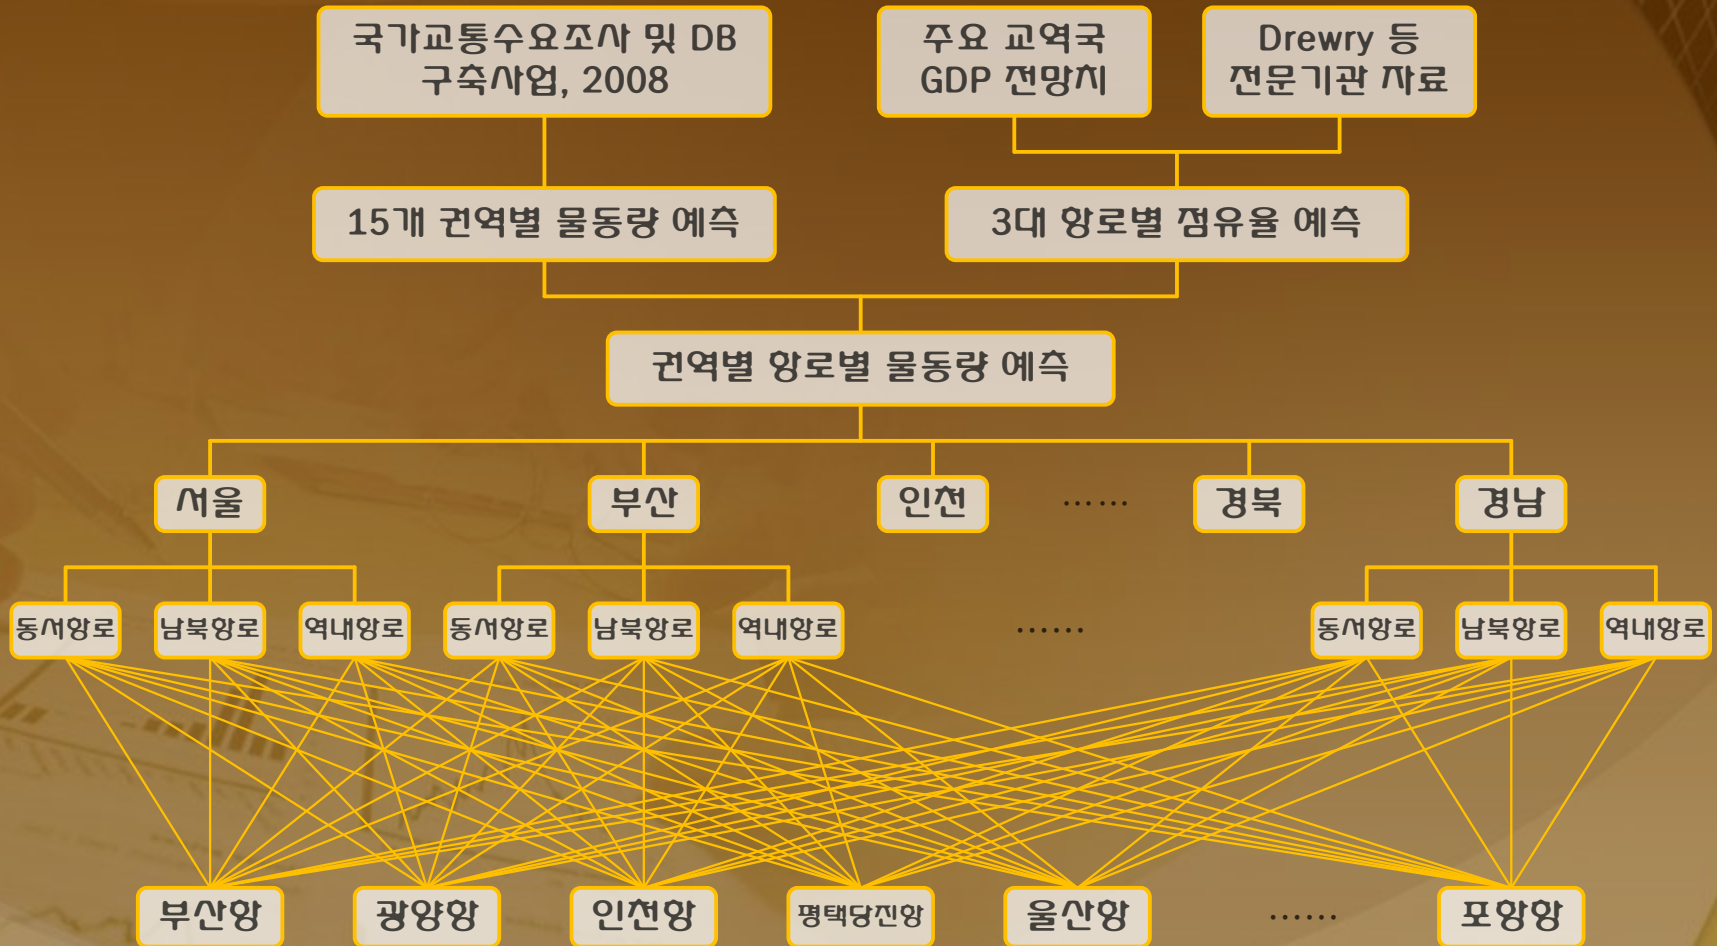 국가교통수요조사 및 DB
구축사업, 2008
주요 교역국
GDP 전망치
Drewry 등
전문기관 자료
15개 권역별 물동량 예측
3대 항로별 점유율 예측
권역별 항로별 물동량 예측
서울
부산
인천
……
경북
경남
동서항로
남북항로
역내항로
동서항로
남북항로
역내항로
……
동서항로
남북항로
역내항로
부산항
광양항
인천항
평택당진항
울산항
……
포항항